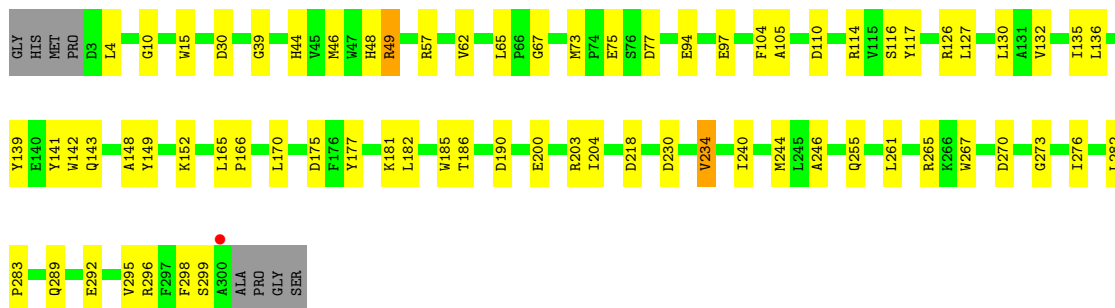 GLY HIS MET PRO D3 L4 G10 W15 D30 G39 H44 V45 M46 W47 H48 R49 R57 V62 L65 P66 G67 M73 P74 E75 S76 D77 E94 E97 F104 A105 D110 R114 V115 S116 Y117 R126 L127 L130 A131 V132 I135 L136
Y139 E140 Y141 W142 Q143 A148 Y149 K152 L165 P166 L170 D175 F176 Y177 K181 L182 W185 T186 D190 E200 R203 I204 D218 D230 V234 I240 M244 L245 A246 Q255 L261 R265 K266 W267 D270 G273 I276
P283 Q289 E292 V295 R296 F297 F298 S299 A300 ALA PRO GLY SER